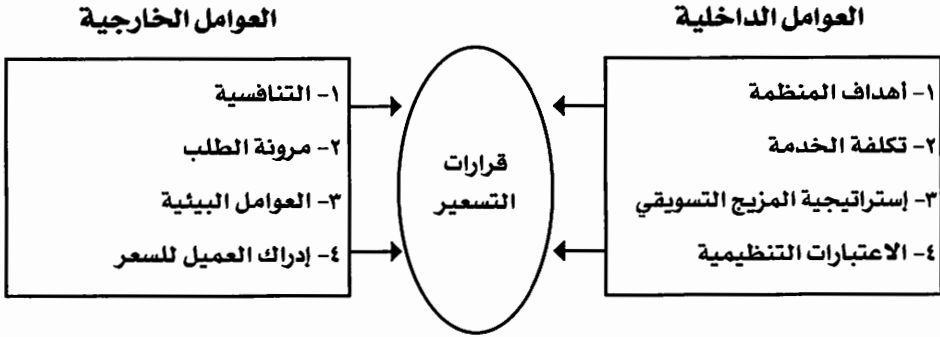 العوامل الداخلية
١- أهداف المنظمة
٢- تكلفة الخدمة
٣- إستراتيجية المزيج التسويقي
٤- الاعتبارات التنظيمية
قرارات
التسعير
العوامل الخارجية
١- التنافسية
٢- مرونة الطلب
٣- العوامل البيئية
٤- إدراك العميل للسعر